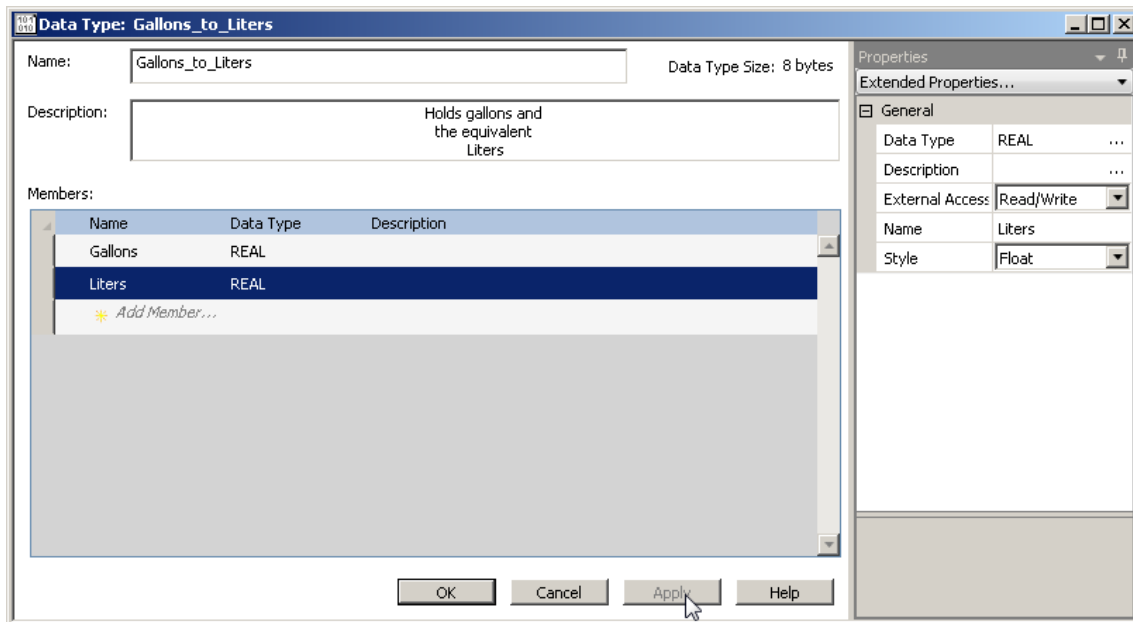 Data Type: Gallons_to_Liters
Name: Gallons_to_Liters Data Type Size: 8 bytes
Description: Holds gallons and
the equivalent
Liters
Members:
Name Data Type Description
Gallons REAL
Liters REAL
Add Member...
OK Cancel Apply Help
Properties
Extended Properties...
General
Data Type REAL ...
Description ...
External Access Read/Write
Name Liters
Style Float